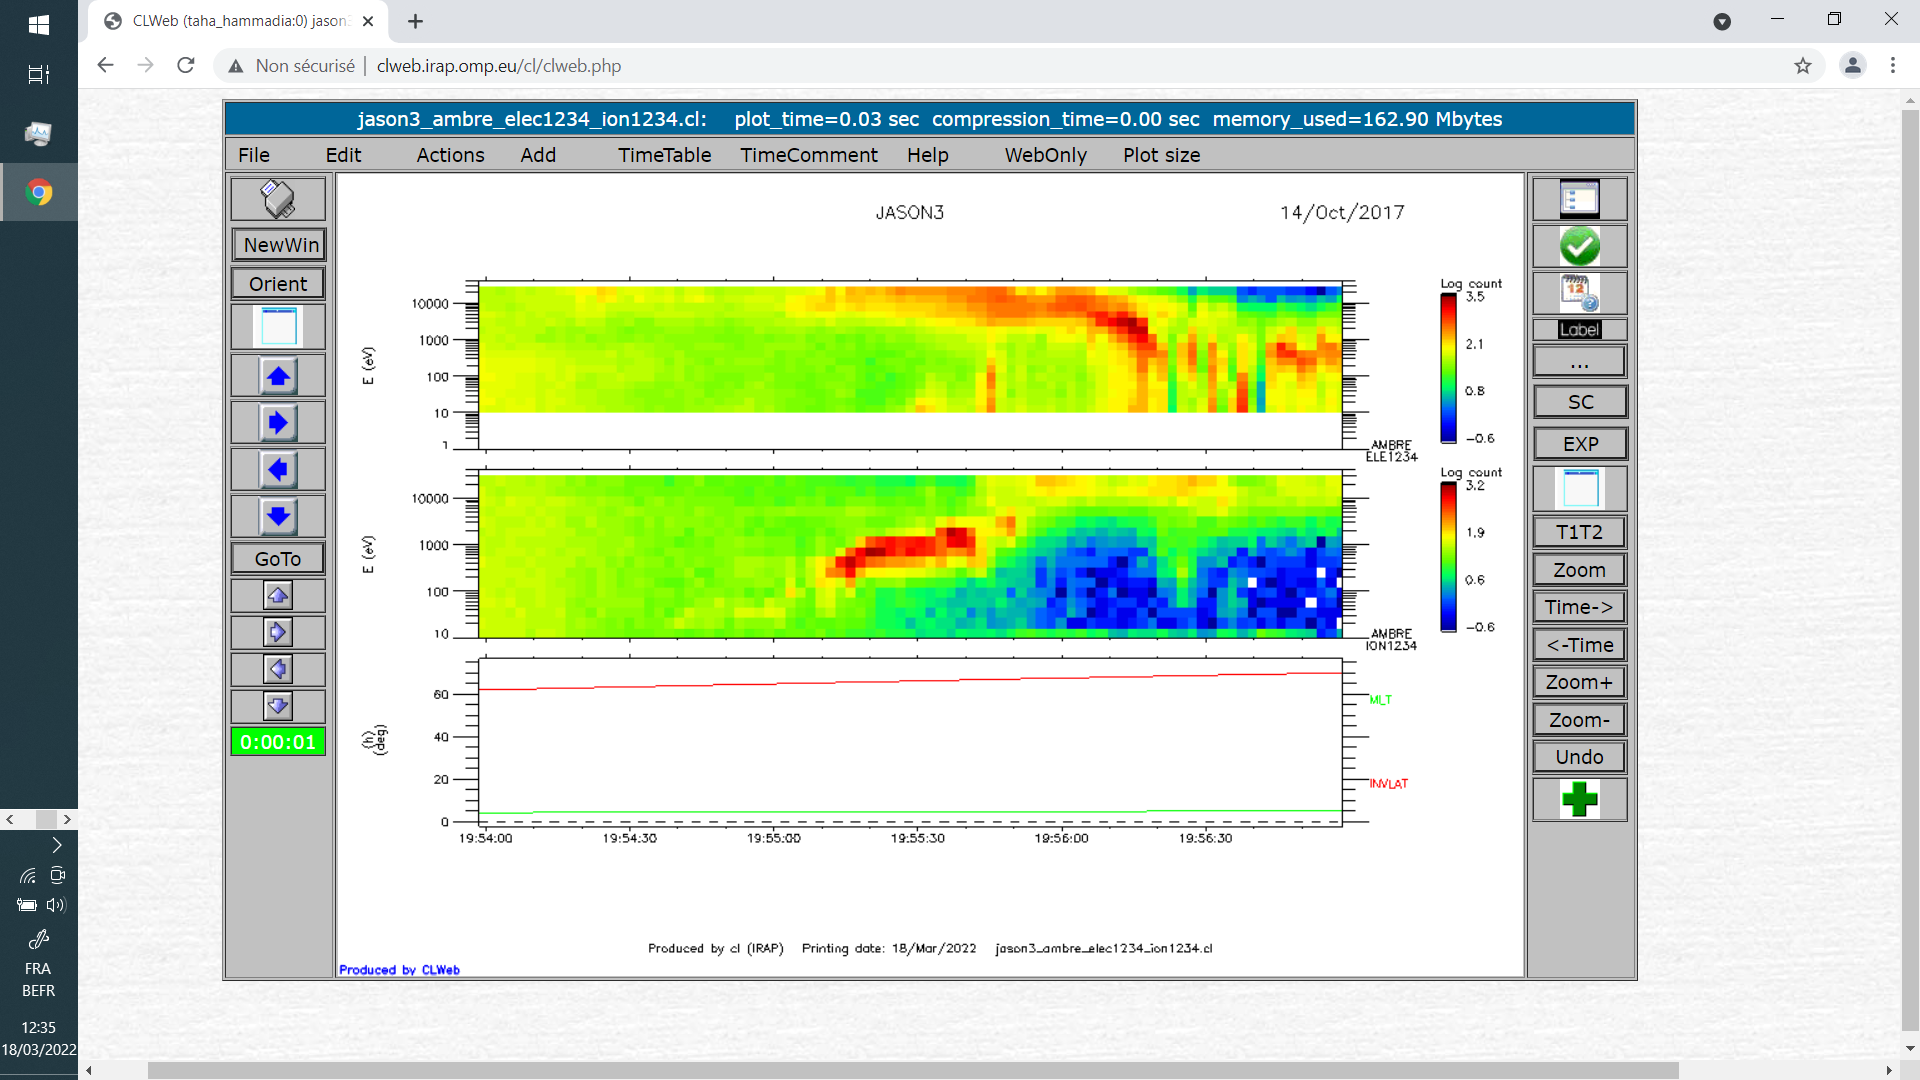 CLWeb (taha_hammadia:0) jason3
Non sécurisé | clweb.irap.omp.eu/cl/clweb.php
jason3_ambre_elec1234_ion1234.cl: plot_time=0.03 sec compression_time=0.00 sec memory_used=162.90 Mbytes
File Edit Actions Add TimeTable TimeComment Help WebOnly Plot size
NewWin
Orient
GoTo
0:00:01
JASON3 14/Oct/2017
Log count
3.5
2.1
0.8
-0.6
E (eV)
10000
1000
100
10
1
AMBRE
ELE1234
Log count
3.2
1.9
0.6
-0.6
E (eV)
10000
1000
100
10
AMBRE
ION1234
(h)
(deg)
60
40
20
0
MLT
INVLAT
19:54:00 19:54:30 19:55:00 19:55:30 19:56:00 19:56:30
Produced by cl (IRAP) Printing date: 18/Mar/2022 jason3_ambre_elec1234_ion1234.cl
Produced by CLWeb
12
Label
...
SC
EXP
T1T2
Zoom
Time->
<-Time
Zoom+
Zoom-
Undo
FRA
BEFR
12:35
18/03/2022